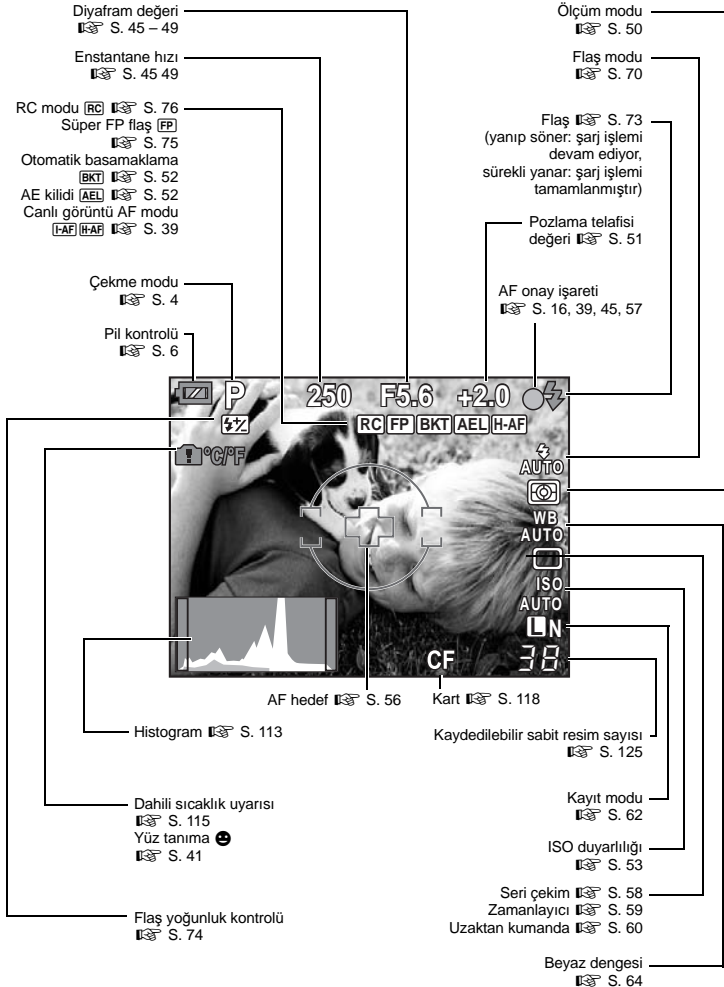 Diyafram değeri
☞ S. 45 – 49
Enstantane hızı
☞ S. 45 49
RC modu RC ☞ S. 76
Süper FP flaş FP
☞ S. 75
Otomatik basamaklama
BKT ☞ S. 52
AE kilidi AEL ☞ S. 52
Canlı görüntü AF modu
I-AF H-AF ☞ S. 39
Çekme modu
☞ S. 4
Pil kontrolü
☞ S. 6
Ölçüm modu
☞ S. 50
Flaş modu
☞ S. 70
Flaş ☞ S. 73
(yanıp söner: şarj işlemi
devam ediyor,
sürekli yanar: şarj işlemi
tamamlanmıştır)
Pozlama telafisi
değeri ☞ S. 51
AF onay işareti
☞ S. 16, 39, 45, 57
P 250 F5.6 +2.0
RC FP BKT AEL H-AF
°C/°F
AUTO
WB
AUTO
ISO
AUTO
L N
CF 38
AF hedef ☞ S. 56
Kart ☞ S. 118
Histogram ☞ S. 113
Kaydedilebilir sabit resim sayısı
☞ S. 125
Dahili sıcaklık uyarısı
☞ S. 115
Yüz tanıma
☞ S. 41
Kayıt modu
☞ S. 62
ISO duyarlılığı
☞ S. 53
Seri çekim ☞ S. 58
Zamanlayıcı ☞ S. 59
Uzaktan kumanda ☞ S. 60
Flaş yoğunluk kontrolü
☞ S. 74
Beyaz dengesi
☞ S. 64